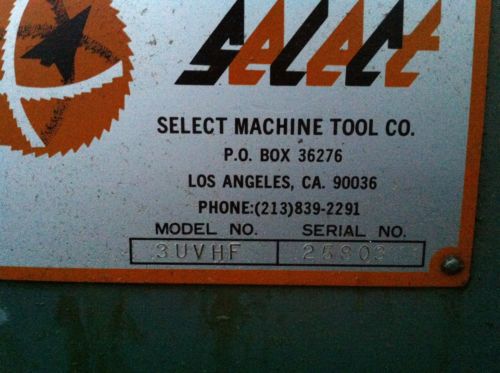 SELECT
SELECT MACHINE TOOL CO.
P.O. BOX 36276
LOS ANGELES, CA. 90036
PHONE:(213)839-2291
MODEL NO. SERIAL NO.
3UVHF 25803